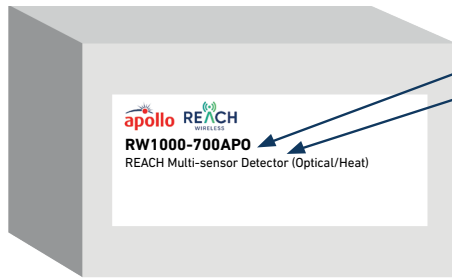 apollo REACH
WIRELESS
RW1000-700APO
REACH Multi-sensor Detector (Optical/Heat)